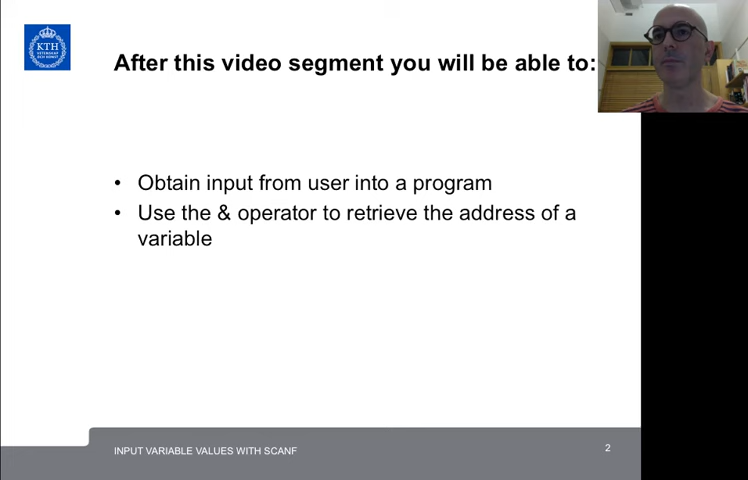 KTH
After this video segment you will be able to:
• Obtain input from user into a program
• Use the & operator to retrieve the address of a
variable
INPUT VARIABLE VALUES WITH SCANF
2